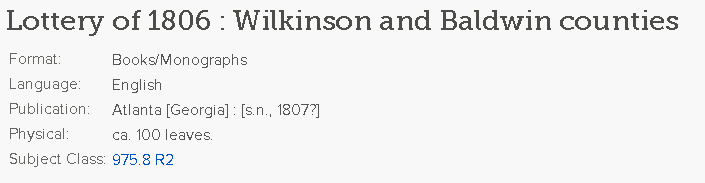 Lottery of 1806 : Wilkinson and Baldwin counties
Format: Books/Monographs
Language: English
Publication: Atlanta [Georgia] : [s.n., 1807?]
Physical: ca. 100 leaves.
Subject Class: 975.8 R2